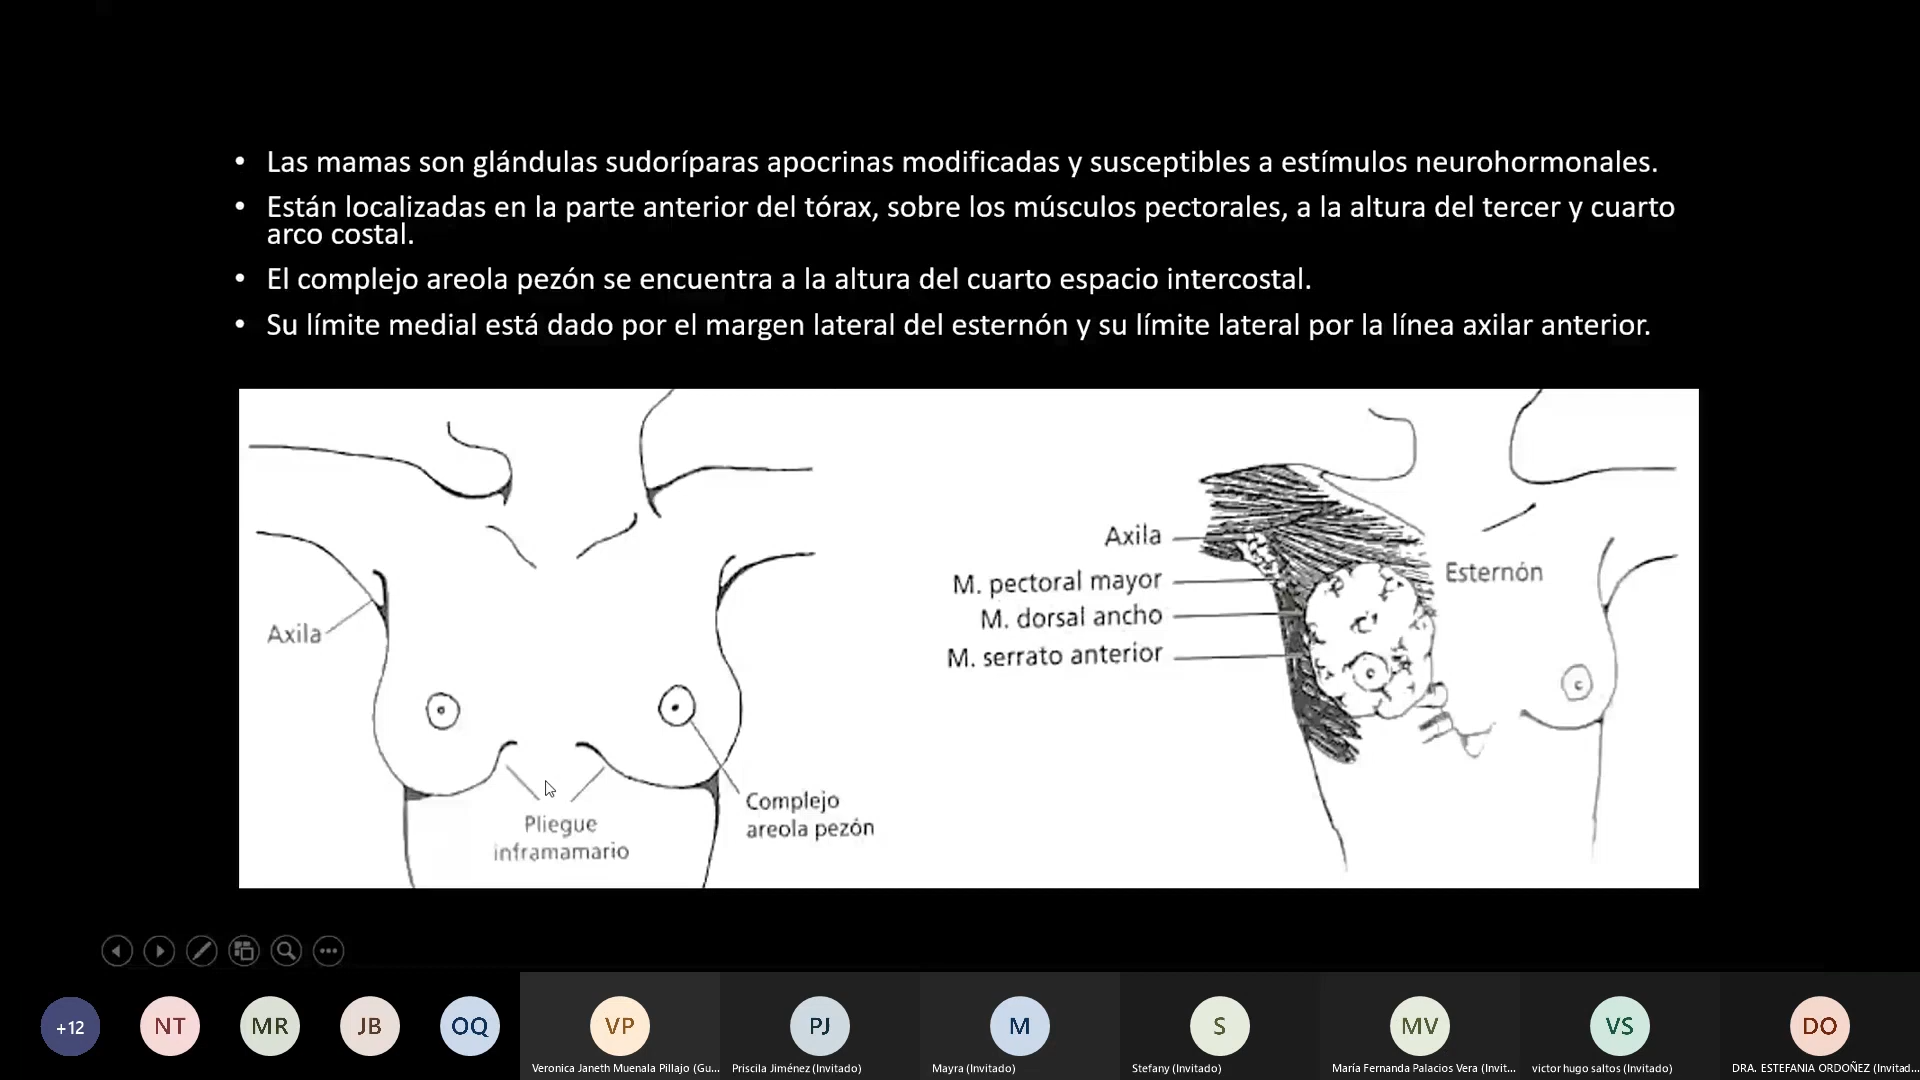 • Las mamas son glándulas sudoríparas apocrinas modificadas y susceptibles a estímulos neurohormonales.
• Están localizadas en la parte anterior del tórax, sobre los músculos pectorales, a la altura del tercer y cuarto
arco costal.
• El complejo areola pezón se encuentra a la altura del cuarto espacio intercostal.
• Su límite medial está dado por el margen lateral del esternón y su límite lateral por la línea axilar anterior.
Axila
Pliegue
inframamario
Complejo
areola pezón
Axila
M. pectoral mayor
M. dorsal ancho
M. serrato anterior
Esternón
+12
NT
MR
JB
OQ
VP
PJ
M
S
MV
VS
DO
Veronica Janeth Muenala Pillajo (Gu...
Priscila Jiménez (Invitado)
Mayra (Invitado)
Stefany (Invitado)
María Fernanda Palacios Vera (Invit...
victor hugo saltos (Invitado)
DRA. ESTEFANIA ORDOÑEZ (Invitad...